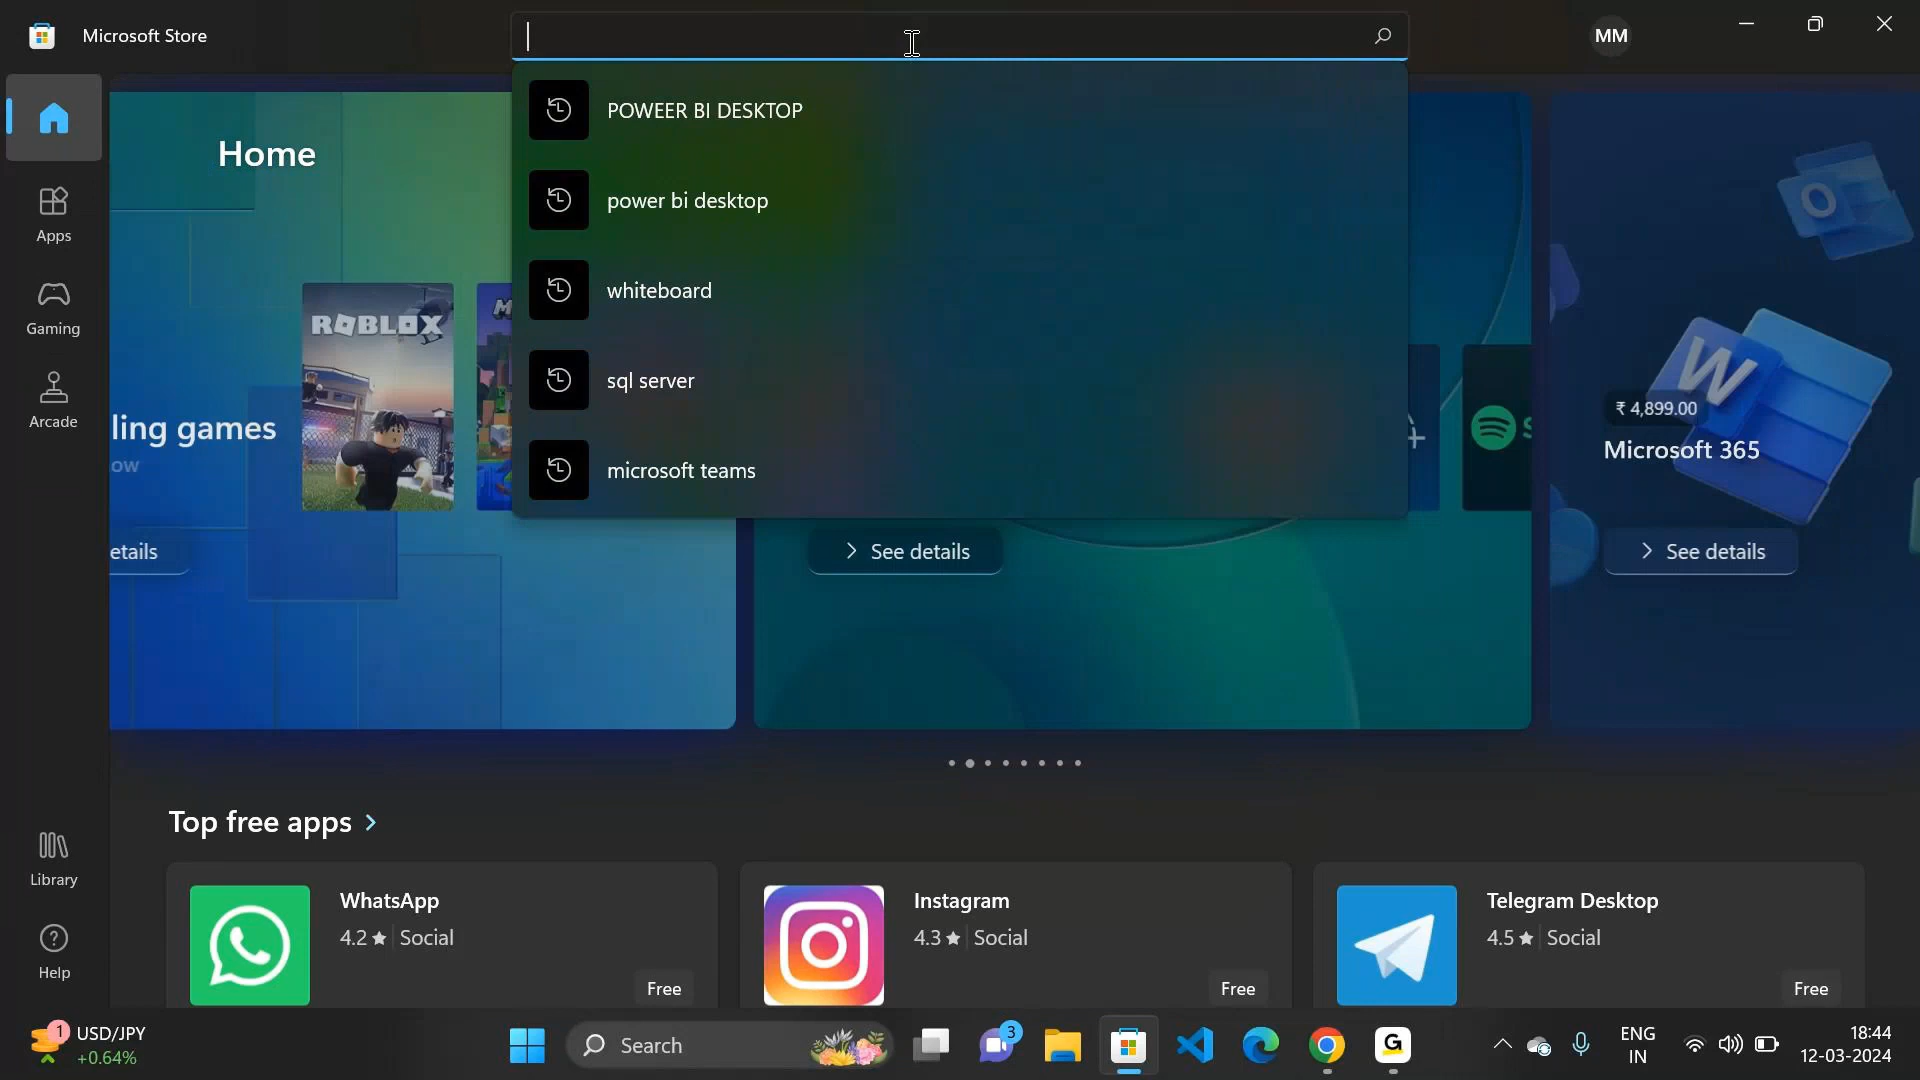 Microsoft Store
MM
POWEER BI DESKTOP
Home
power bi desktop
Apps
whiteboard
ROBLOX
Gaming
sql server
₹ 4,899.00
Arcade
ling games
Microsoft 365
ow
microsoft teams
etails
See details
See details
Top free apps
Library
WhatsApp
4.2 ★ Social
Free
Instagram
4.3 ★ Social
Free
Telegram Desktop
4.5 ★ Social
Free
Help
1
USD/JPY
+0.64%
Search
3
ENG
IN
18:44
12-03-2024